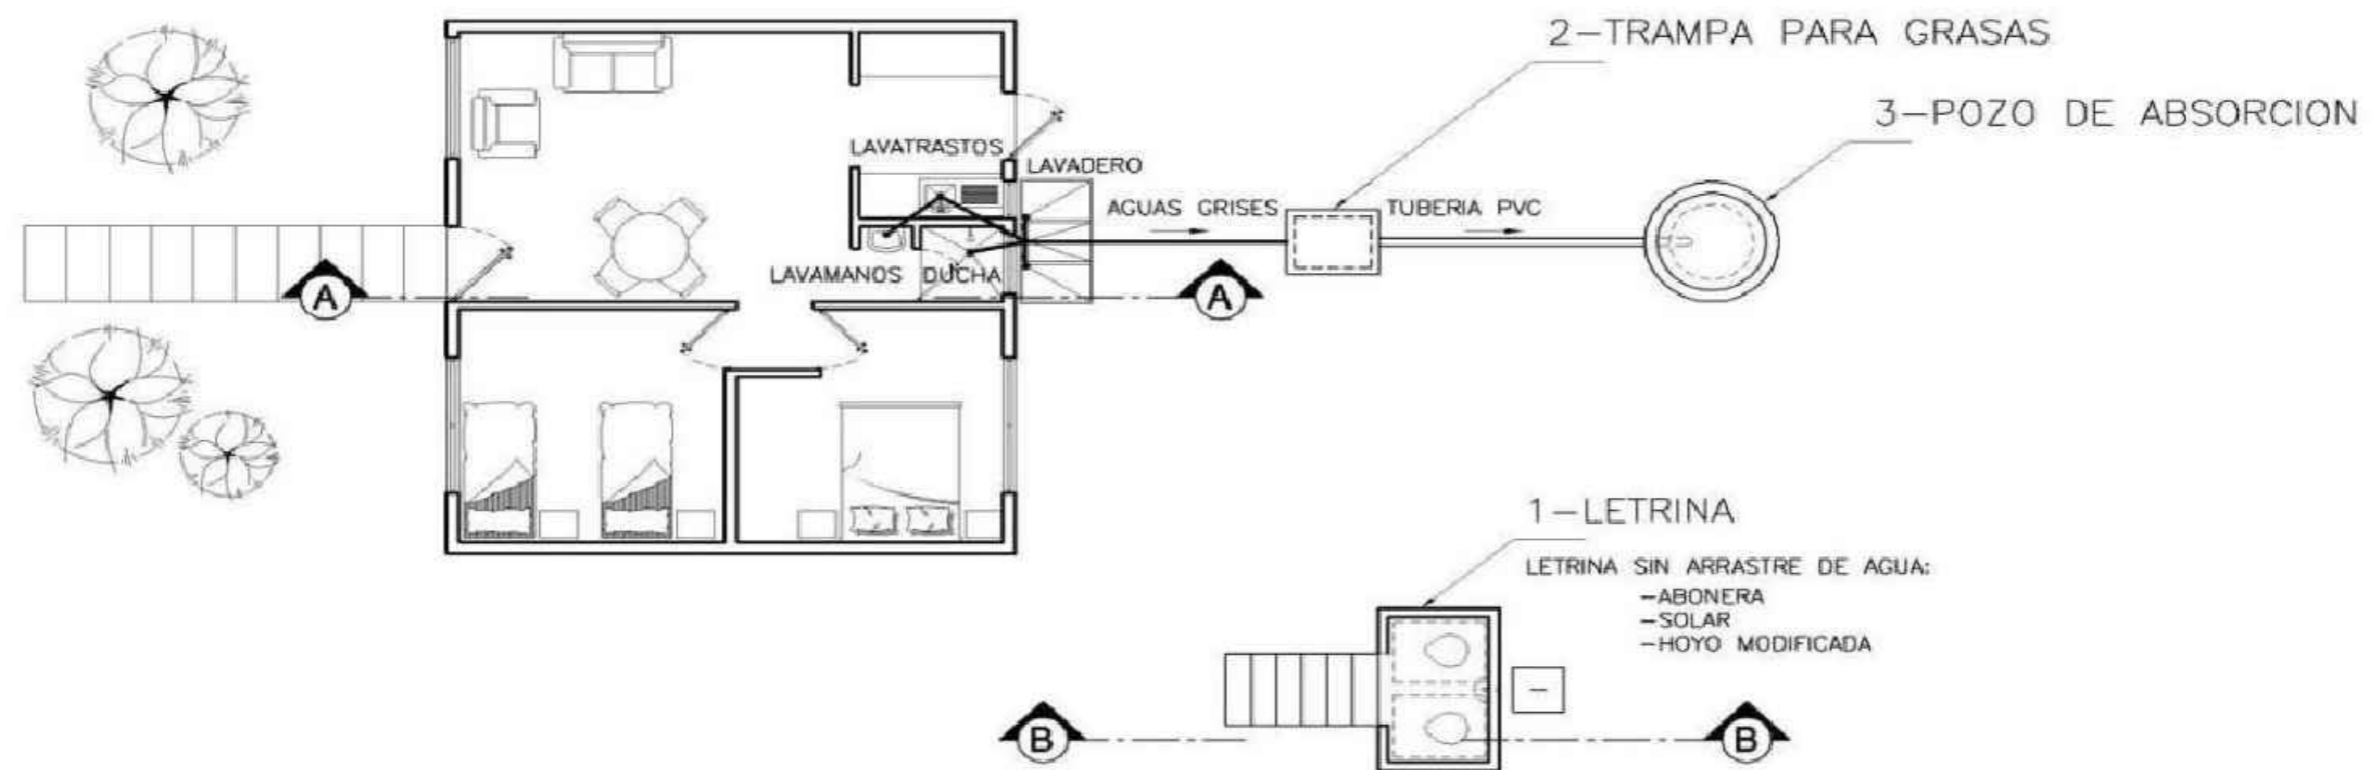 2-TRAMPA PARA GRASAS
3-POZO DE ABSORCION
LAVATRASTOS
LAVADERO
AGUAS GRISES
TUBERIA PVC
LAVAMANOS
DUCHA
A
A
1-LETRINA
LETRINA SIN ARRASTRE DE AGUA:
-ABONERA
-SOLAR
-HOYO MODIFICADA
B
B